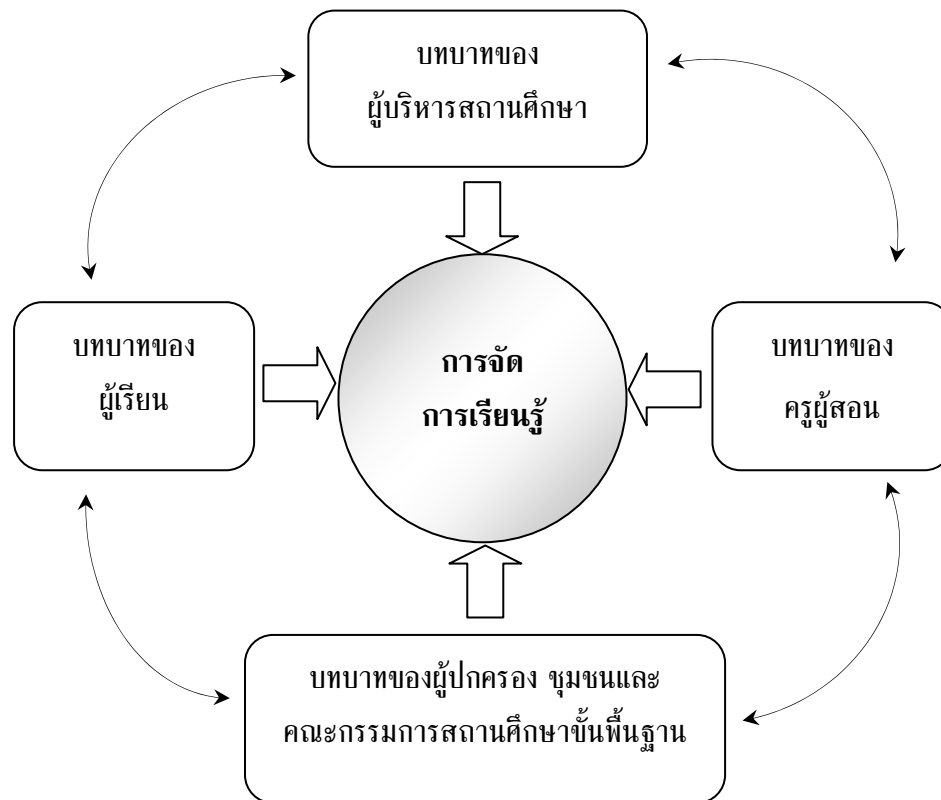 บทบาทของ
ผู้บริหารสถานศึกษา
บทบาทของ
ผู้เรียน
การจัด
การเรียนรู้
บทบาทของ
ครูผู้สอน
บทบาทของผู้ปกครอง ชุมชนและ
คณะกรรมการสถานศึกษาขั้นพื้นฐาน